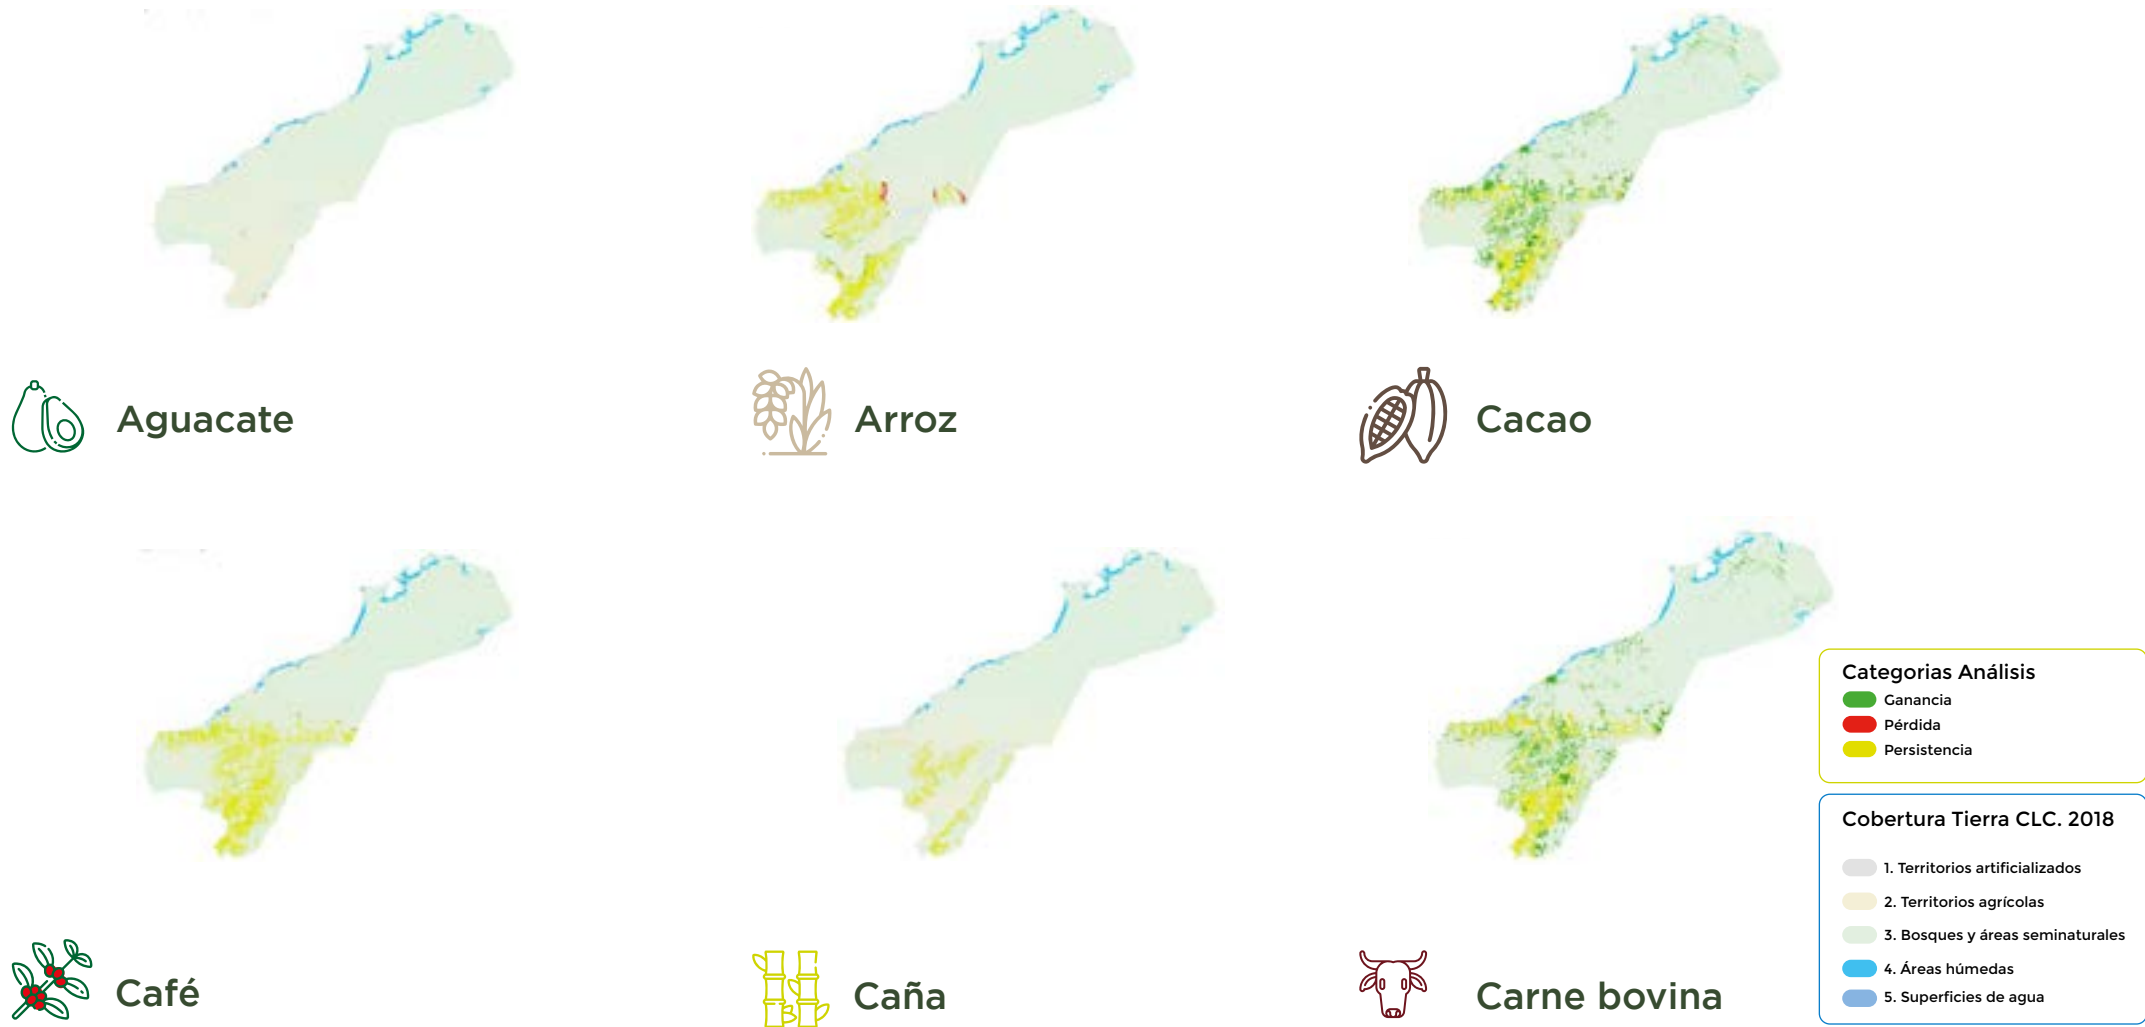 Aguacate
Arroz
Cacao
Café
Caña
Carne bovina
Categorias Análisis
Ganancia
Pérdida
Persistencia
Cobertura Tierra CLC. 2018
1. Territorios artificializados
2. Territorios agrícolas
3. Bosques y áreas seminaturales
4. Áreas húmedas
5. Superficies de agua